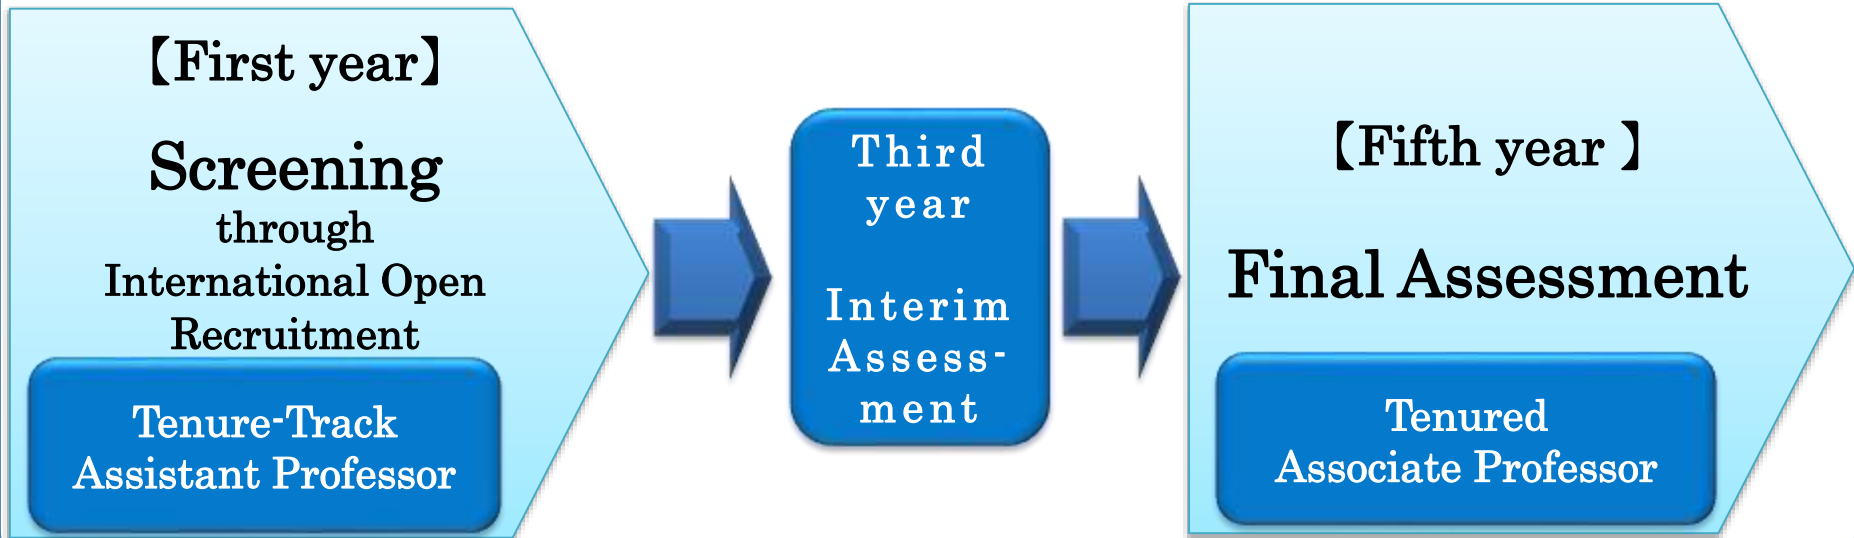 【First year】
Screening
through
International Open
Recruitment
Tenure-Track
Assistant Professor
Third
year
Interim
Assess-
ment
【Fifth year 】
Final Assessment
Tenured
Associate Professor